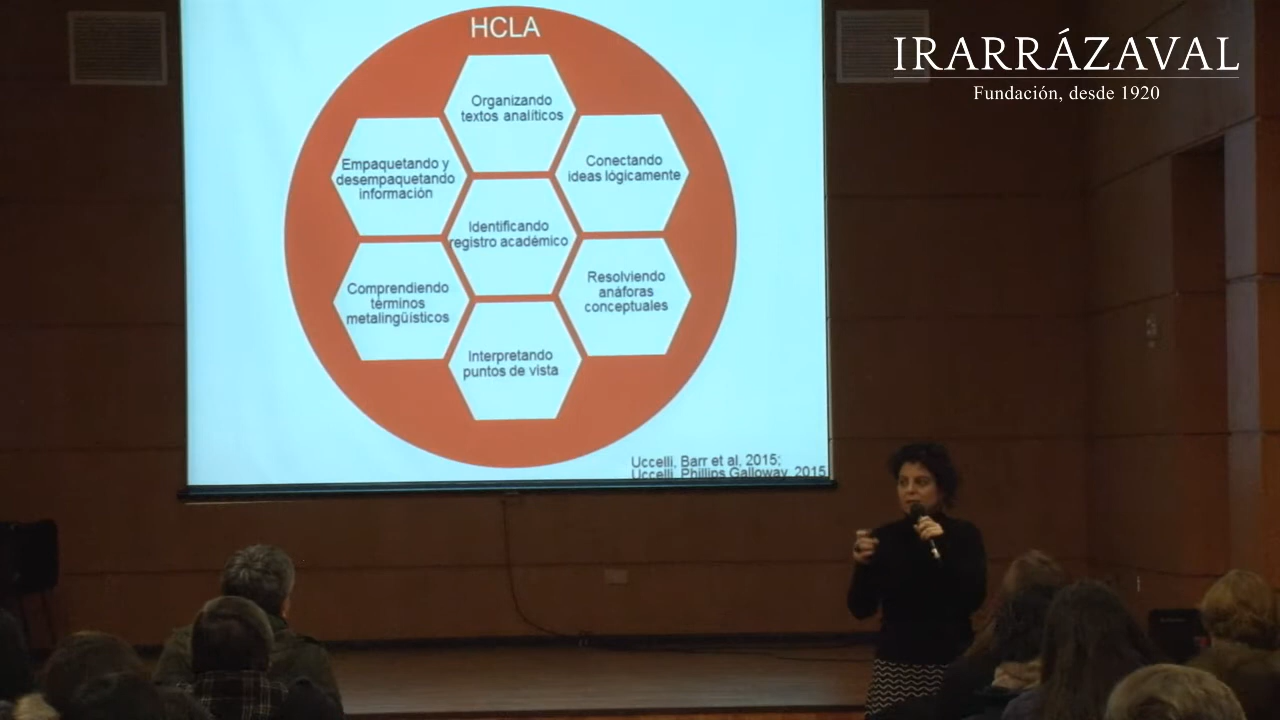 HCLA
Organizando
textos analíticos
Empaquetando y
desempaquetando
información
Conectando
ideas lógicamente
Identificando
registro académico
Comprendiendo
términos
metalingüísticos
Resolviendo
anáforas
conceptuales
Interpretando
puntos de vista
Uccelli, Barr et al, 2015;
Uccelli, Phillips Galloway, 2015
IRARRÁZAVAL
Fundación, desde 1920